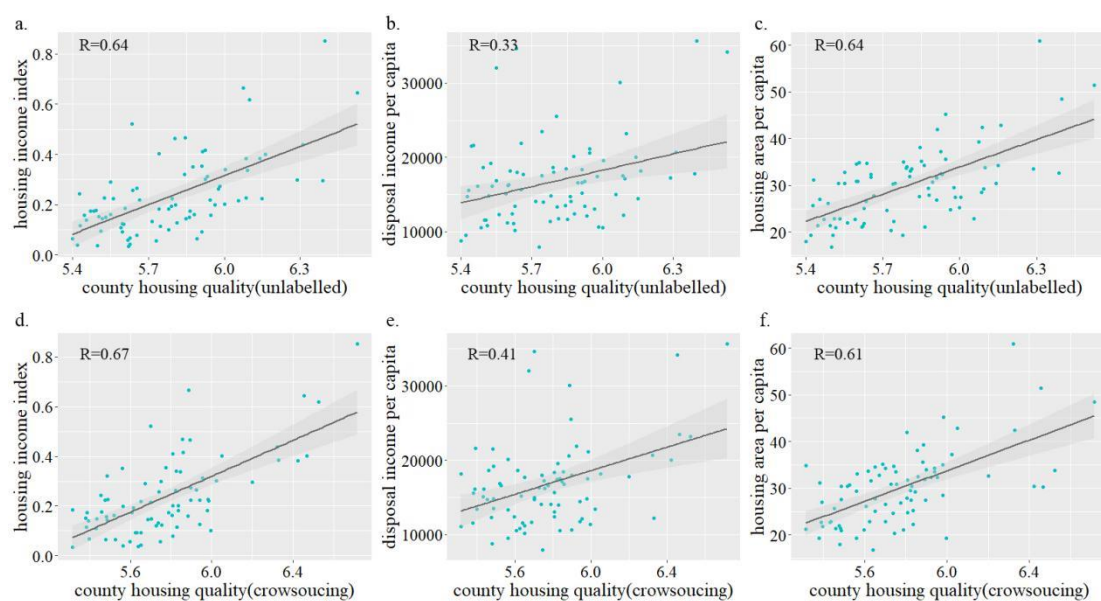 a.
R=0.64
housing income index
0.8
0.6
0.4
0.2
0.0
5.4 5.7 6.0 6.3
county housing quality(unlabelled)
b.
R=0.33
disposal income per capita
30000
20000
10000
5.4 5.7 6.0 6.3
county housing quality(unlabelled)
c.
R=0.64
housing area per capita
60
50
40
30
20
5.4 5.7 6.0 6.3
county housing quality(unlabelled)
d.
R=0.67
housing income index
0.8
0.6
0.4
0.2
0.0
5.6 6.0 6.4
county housing quality(crowsoucing)
e.
R=0.41
disposal income per capita
30000
20000
10000
5.6 6.0 6.4
county housing quality(crowsoucing)
f.
R=0.61
housing area per capita
60
50
40
30
20
5.6 6.0 6.4
county housing quality(crowsoucing)